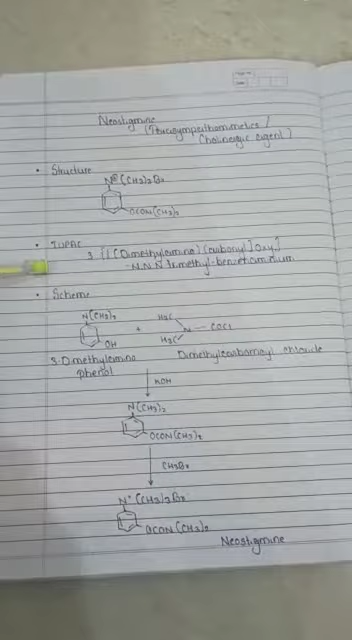 Neostigmine
(Parasympathomimetics /
Cholinergic agent)
• Structure
N⊕(CH3)3Br
OCON(CH3)2
• IUPAC
3 [[(Dimethylamino) (carbonyl] oxy]
-N,N,N trimethyl-benzenaminium
• Scheme
N(CH3)2
OH
+
H3C
H3C
N — COCl
3-Dimethylamino
phenol
Dimethylcarbamoyl chloride
KOH
N(CH3)2
OCON(CH3)2
CH3Br
N+ (CH3)3Br
OCON(CH3)2
Neostigmine